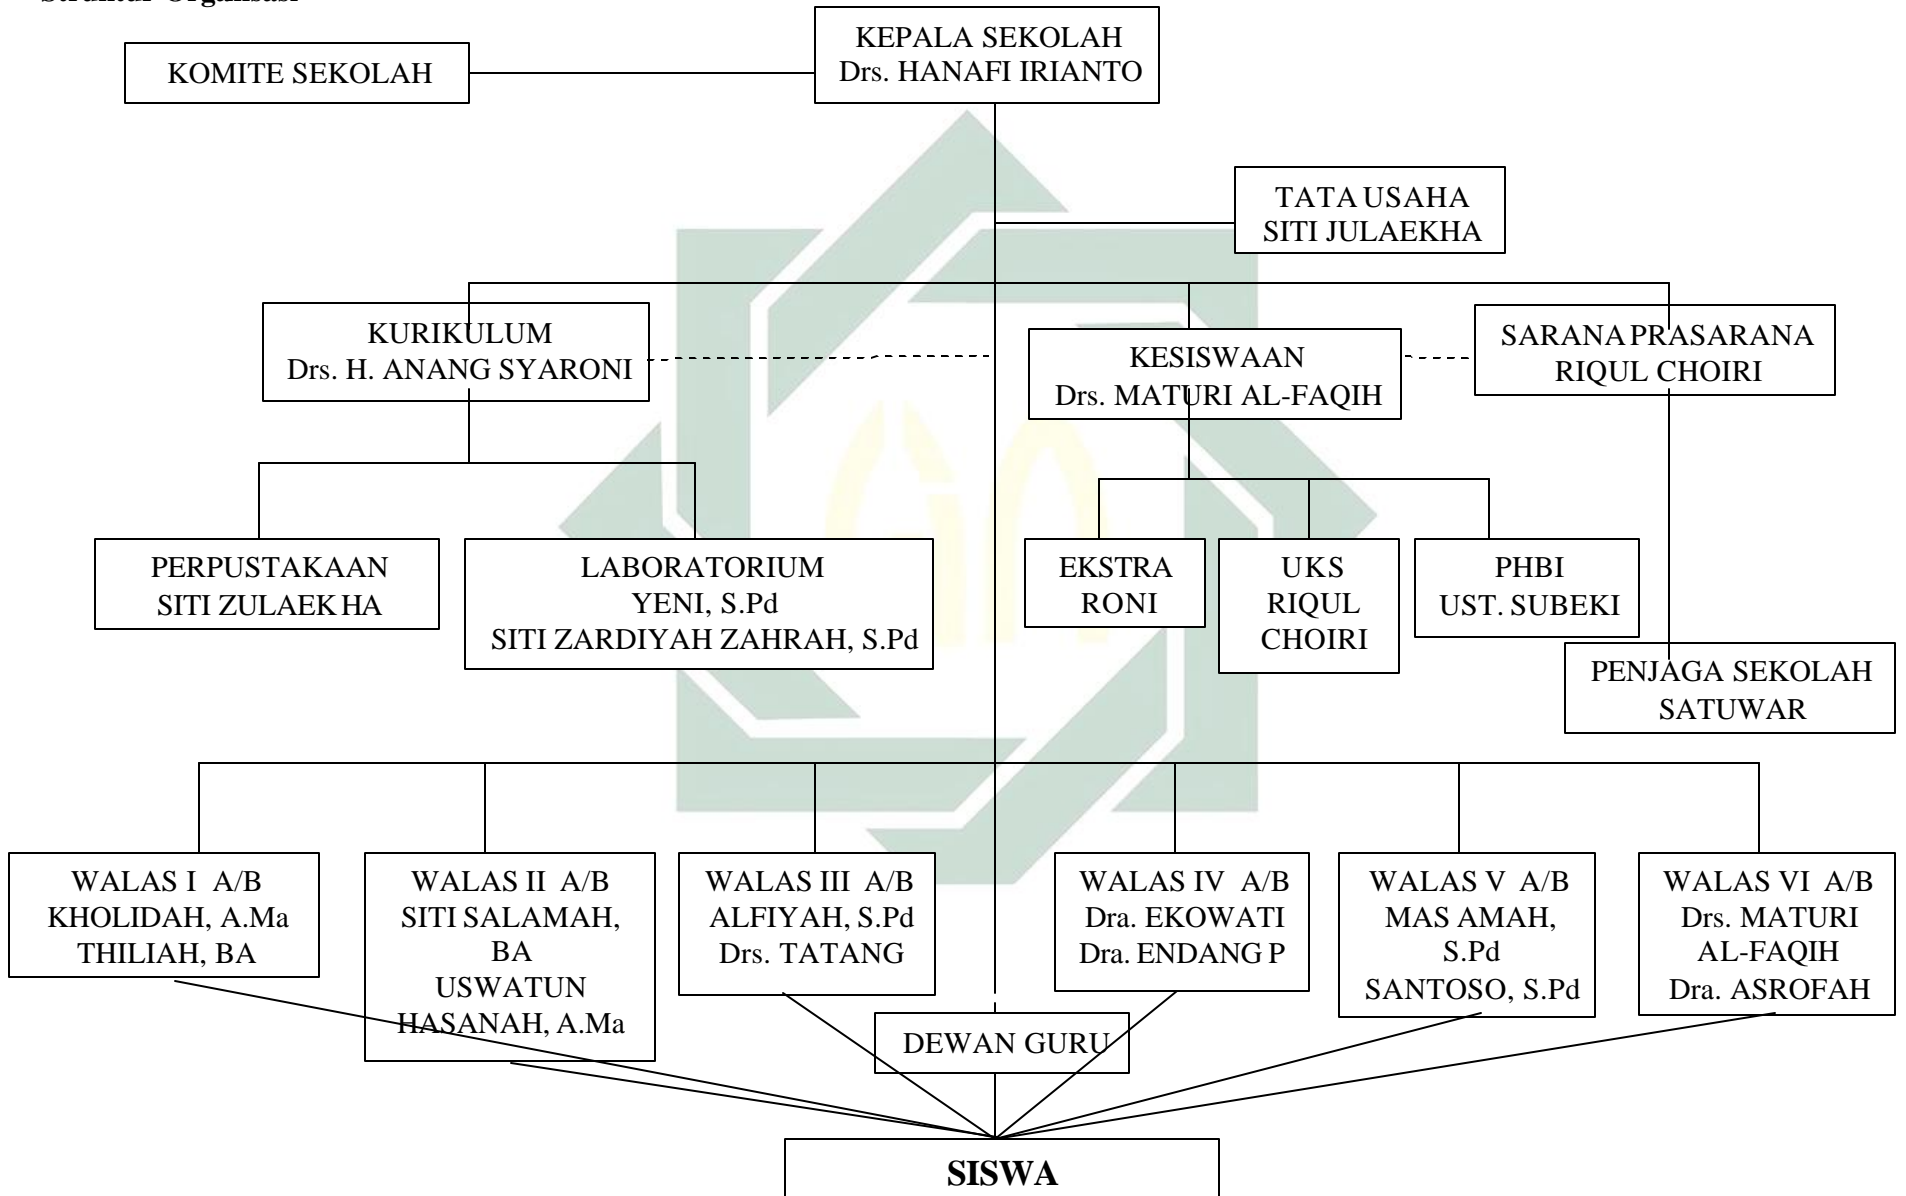 Struktur Organisasi
KEPALA SEKOLAH
Drs. HANAFI IRIANTO
KOMITE SEKOLAH
TATA USAHA
SITI JULAEKHA
KURIKULUM
Drs. H. ANANG SYARONI
KESISWAAN
Drs. MATURI AL-FAQIH
SARANA PRASARANA
RIQUL CHOIRI
PERPUSTAKAAN
SITI ZULAEKHA
LABORATORIUM
YENI, S.Pd
SITI ZARDIYAH ZAHRAH, S.Pd
EKSTRA
RONI
UKS
RIQUL
CHOIRI
PHBI
UST. SUBEKI
PENJAGA SEKOLAH
SATUWAR
WALAS I A/B
KHOLIDAH, A.Ma
THILIAH, BA
WALAS II A/B
SITI SALAMAH,
BA
USWATUN
HASANAH, A.Ma
WALAS III A/B
ALFIYAH, S.Pd
Drs. TATANG
WALAS IV A/B
Dra. EKOWATI
Dra. ENDANG P
WALAS V A/B
MAS AMAH,
S.Pd
SANTOSO, S.Pd
WALAS VI A/B
Drs. MATURI
AL-FAQIH
Dra. ASROFAH
DEWAN GURU
SISWA